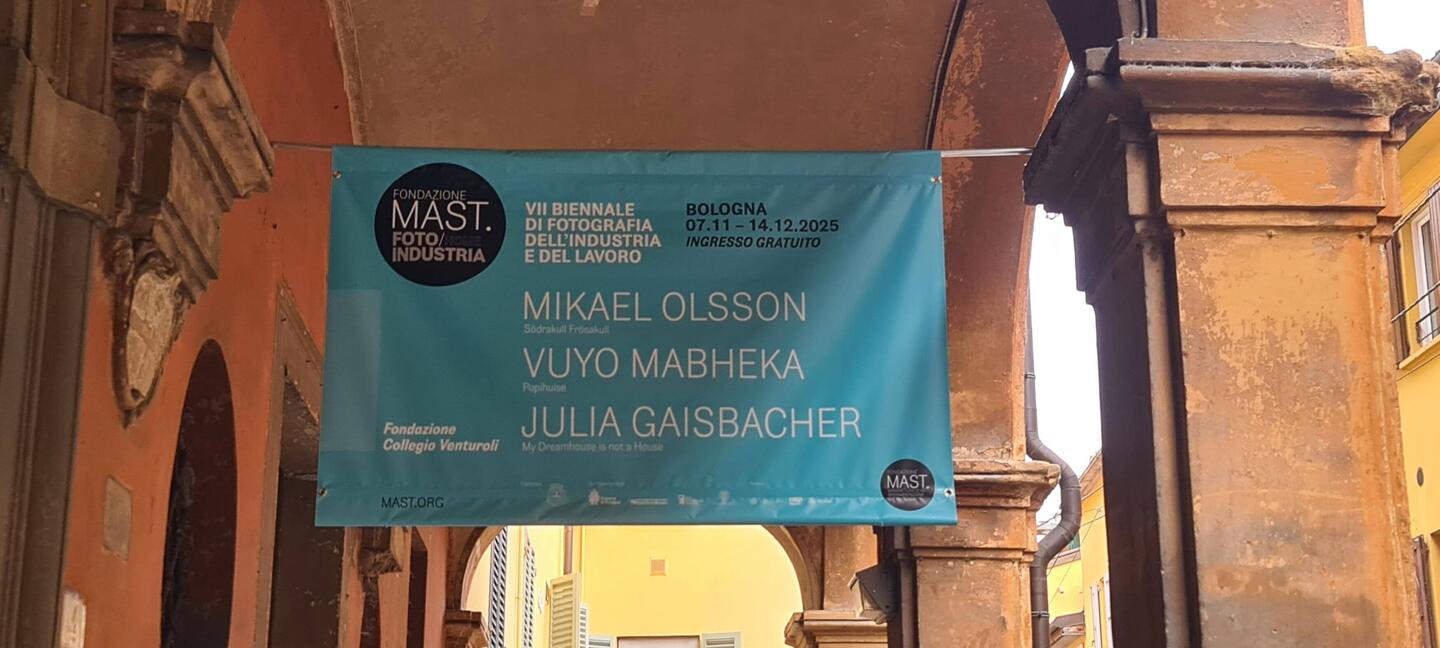 FONDAZIONE
MAST.
FOTO/HOME
INDUSTRIA
VII BIENNALE
DI FOTOGRAFIA
DELL'INDUSTRIA
E DEL LAVORO
BOLOGNA
07.11 – 14.12.2025
INGRESSO GRATUITO
MIKAEL OLSSON
Södrakull Frösakull
VUYO MABHEKA
Popihuise
JULIA GAISBACHER
My Dreamhouse is not a House
Fondazione
Collegio Venturoli
MAST.ORG
FONDAZIONE
MAST.